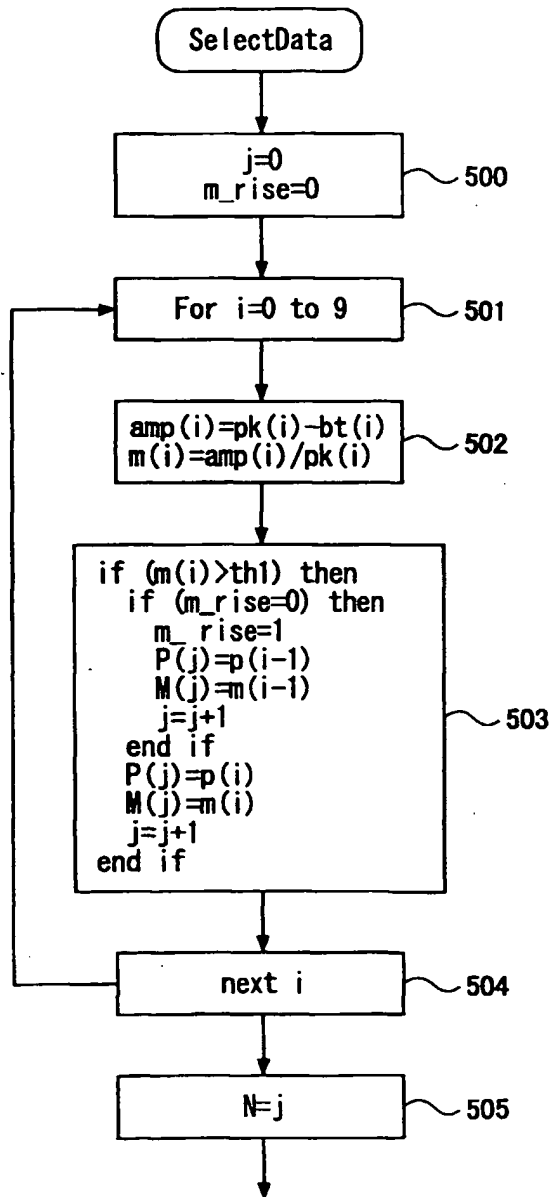 SelectData
j=0
m_rise=0
500
For i=0 to 9
501
amp(i)=pk(i)-bt(i)
m(i)=amp(i)/pk(i)
502
if (m(i)>th1) then
if (m_rise=0) then
m_ rise=1
P(j)=p(i-1)
M(j)=m(i-1)
j=j+1
end if
P(j)=p(i)
M(j)=m(i)
j=j+1
end if
503
next i
504
N=j
505